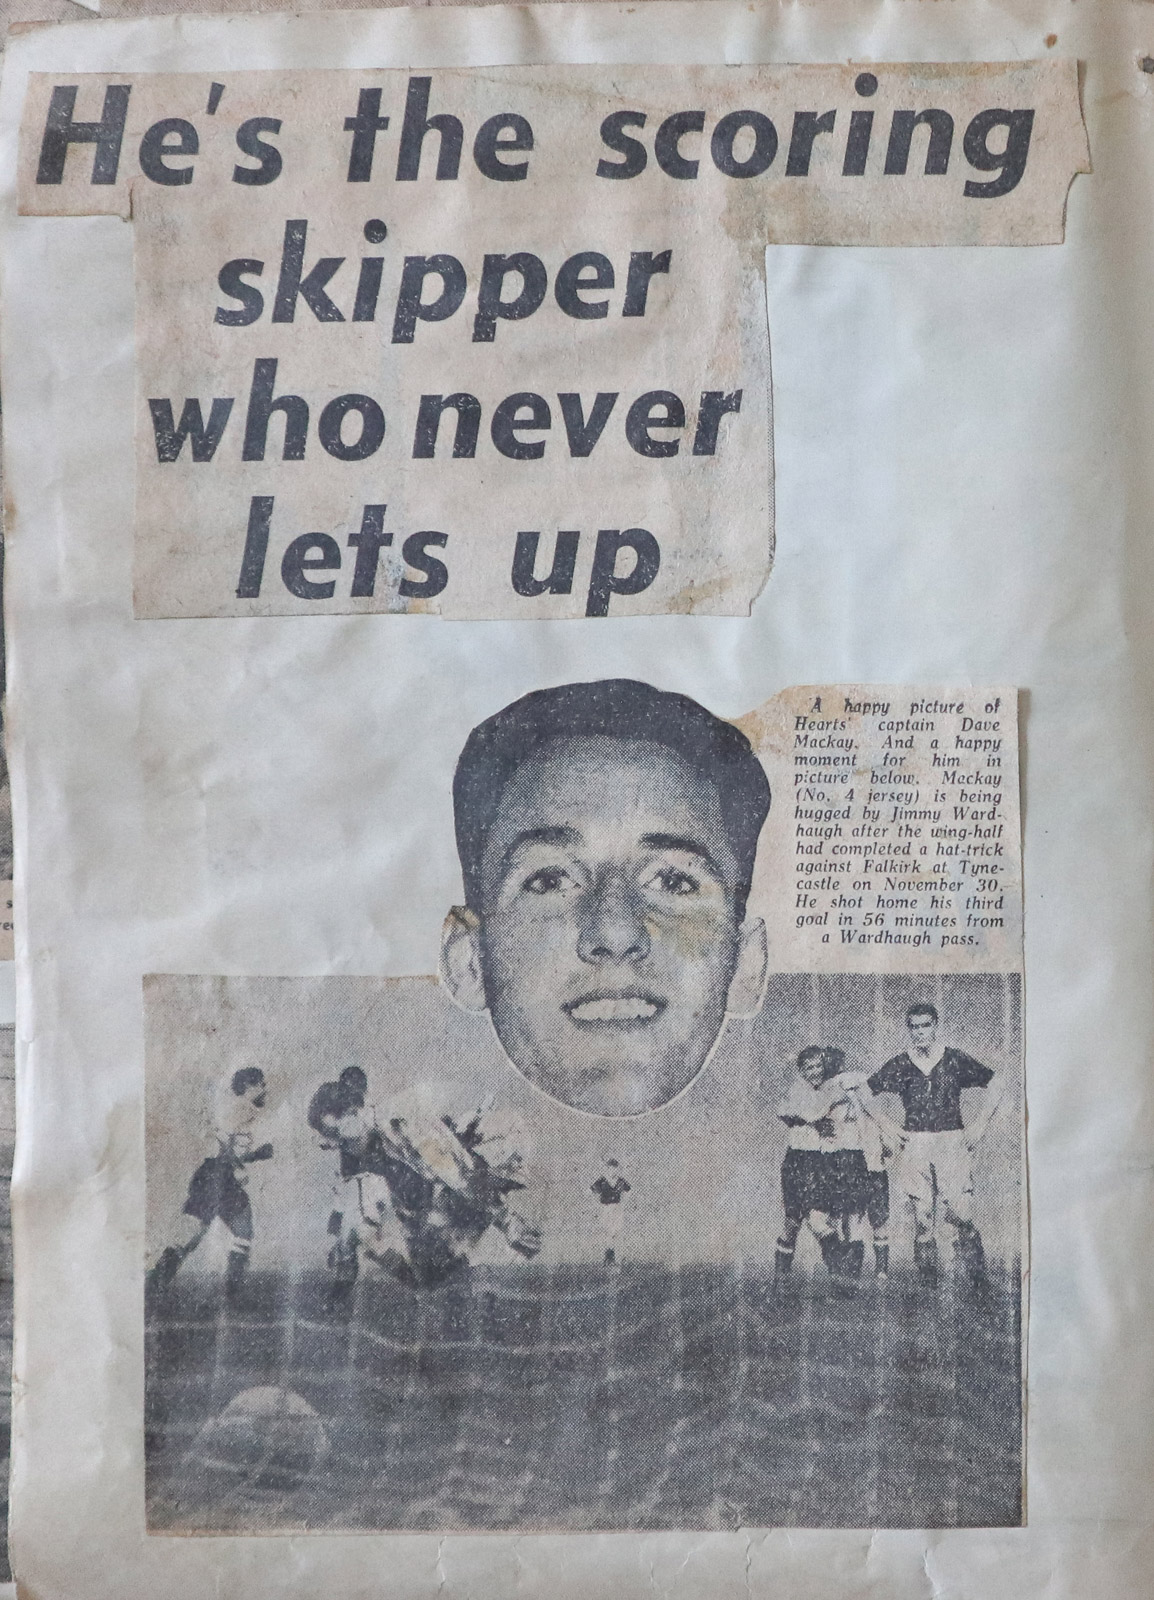 He's the scoring
skipper
who never
lets up
A happy picture of
Hearts' captain Dave
Mackay. And a happy
moment for him in
picture below. Mackay
(No. 4 jersey) is being
hugged by Jimmy Ward-
haugh after the wing-half
had completed a hat-trick
against Falkirk at Tyne-
castle on November 30.
He shot home his third
goal in 56 minutes from
a Wardhaugh pass.